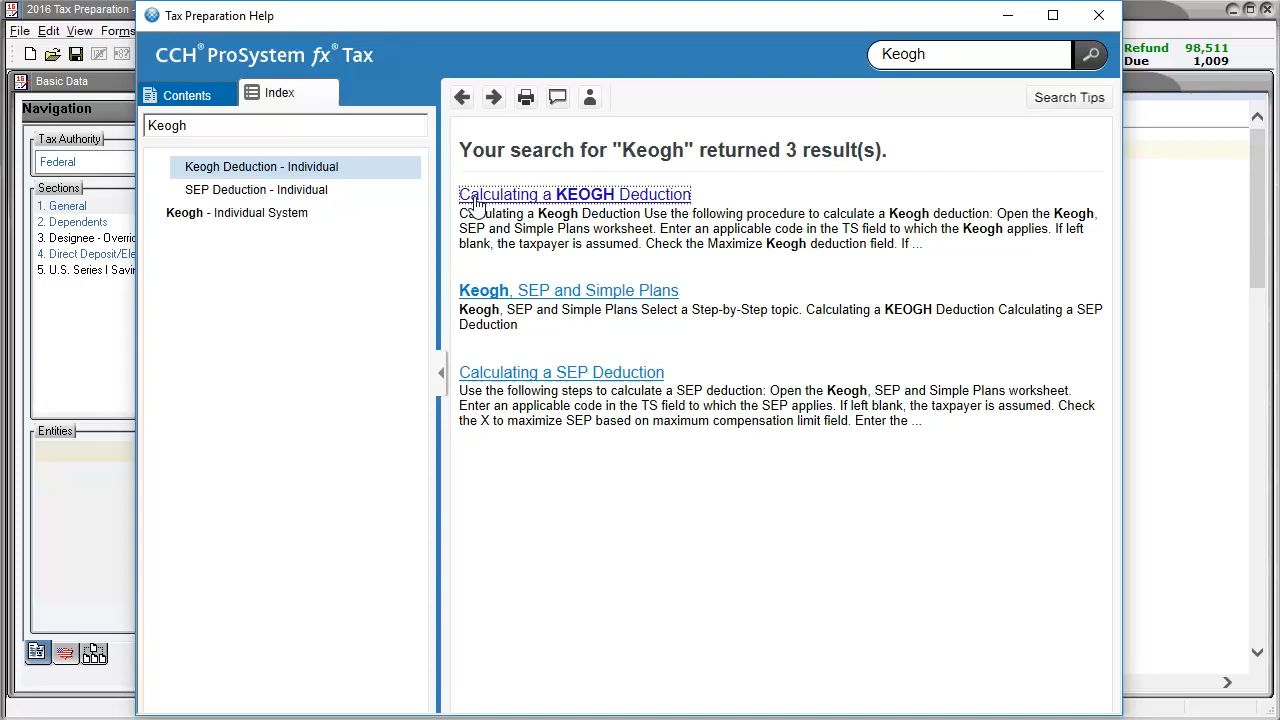 2016 Tax Preparation -
Tax Preparation Help
File Edit View Forms
CCH® ProSystem fx® Tax
Keogh
Refund 98,511
Due 1,009
Basic Data
Contents
Index
Search Tips
Navigation
Keogh
Tax Authority
Federal
Sections
1. General
2. Dependents
3. Designee - Overri
4. Direct Deposit/Ele
5. U.S. Series I Savin
Entities
Keogh Deduction - Individual
SEP Deduction - Individual
Keogh - Individual System
Your search for "Keogh" returned 3 result(s).
Calculating a KEOGH Deduction
Calculating a Keogh Deduction Use the following procedure to calculate a Keogh deduction: Open the Keogh,
SEP and Simple Plans worksheet. Enter an applicable code in the TS field to which the Keogh applies. If left
blank, the taxpayer is assumed. Check the Maximize Keogh deduction field. If ...
Keogh, SEP and Simple Plans
Keogh, SEP and Simple Plans Select a Step-by-Step topic. Calculating a KEOGH Deduction Calculating a SEP
Deduction
Calculating a SEP Deduction
Use the following steps to calculate a SEP deduction: Open the Keogh, SEP and Simple Plans worksheet.
Enter an applicable code in the TS field to which the SEP applies. If left blank, the taxpayer is assumed. Check
the X to maximize SEP based on maximum compensation limit field. Enter the ...